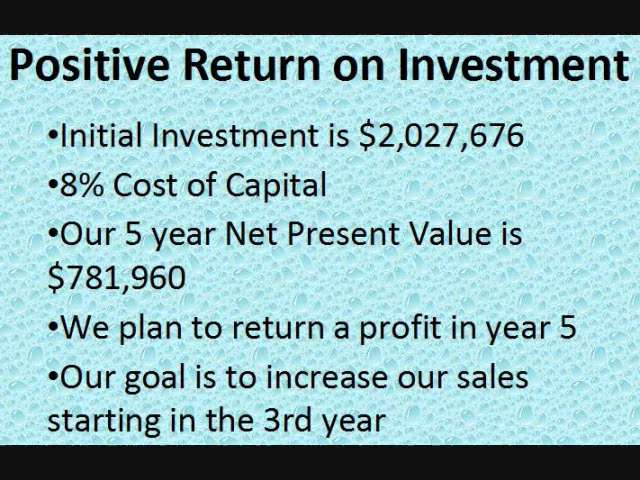 Positive Return on Investment
•Initial Investment is $2,027,676
•8% Cost of Capital
•Our 5 year Net Present Value is
$781,960
•We plan to return a profit in year 5
•Our goal is to increase our sales
starting in the 3rd year